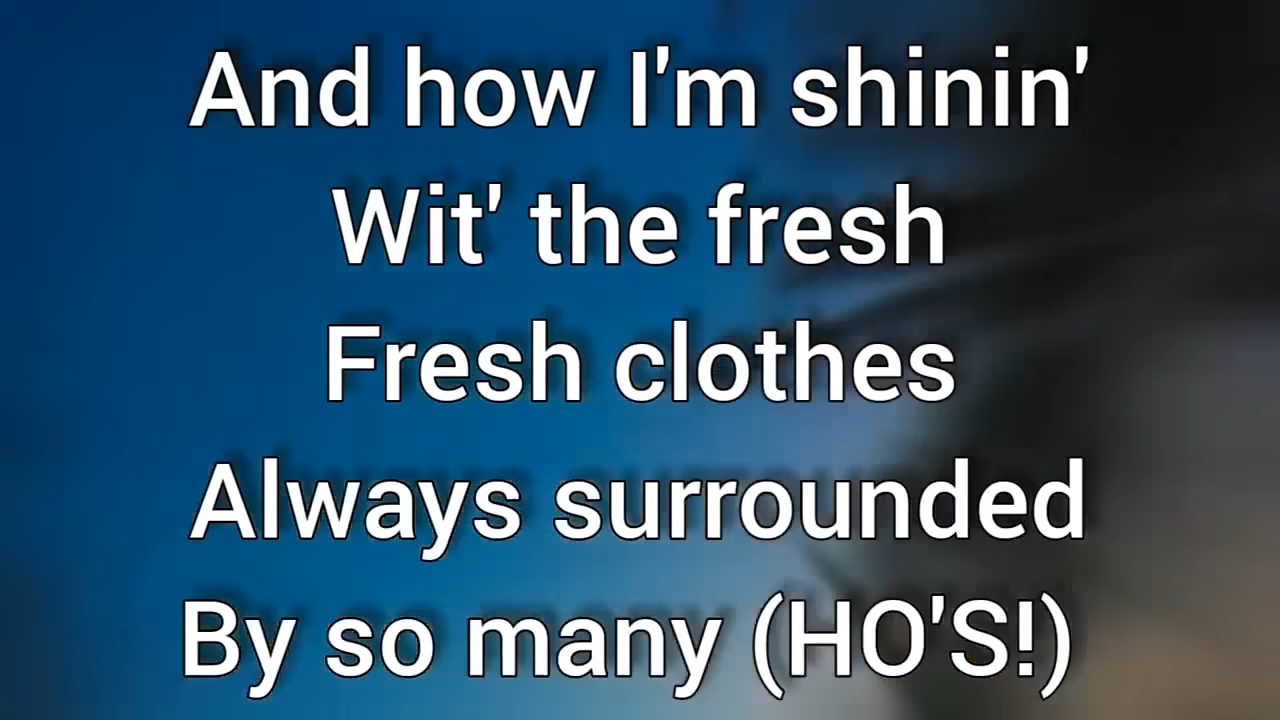 And how I'm shinin'
Wit' the fresh
Fresh clothes
Always surrounded
By so many (HO'S!)